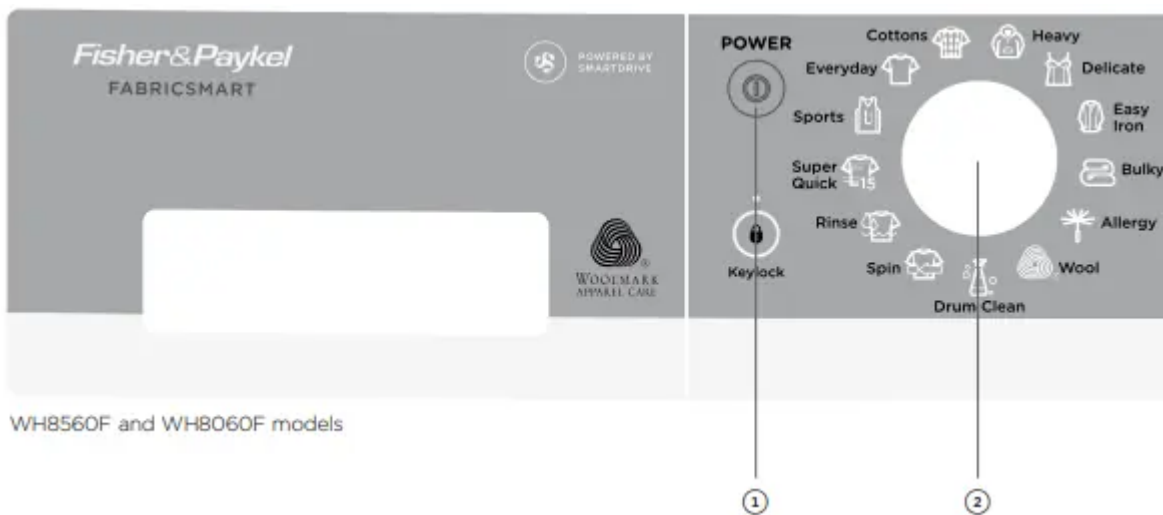 Fisher&Paykel
FABRICSMART
POWERED BY
SMARTDRIVE
WOOLMARK
APPAREL CARE
POWER
Keylock
Cottons
Heavy
Everyday
Delicate
Sports
L
Easy
Iron
Super
Quick
15
Bulky
Rinse
Allergy
Spin
Wool
Drum Clean
WH8560F and WH8060F models
1
2